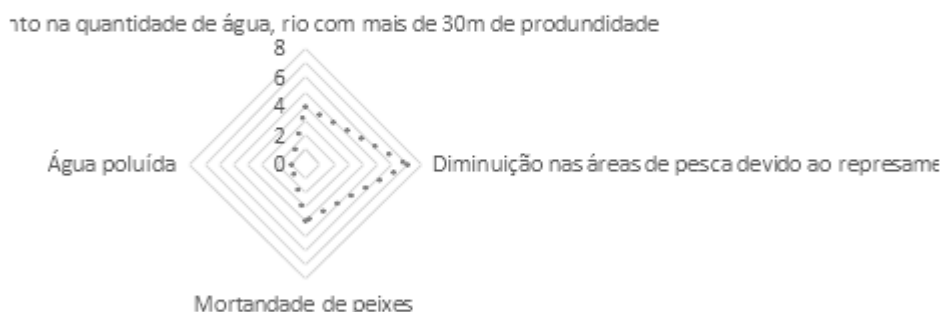 nto na quantidade de água, rio com mais de 30m de produndidade
8
6
4
2
0
Água poluída
Diminuição nas áreas de pesca devido ao represame
Mortandade de peixes